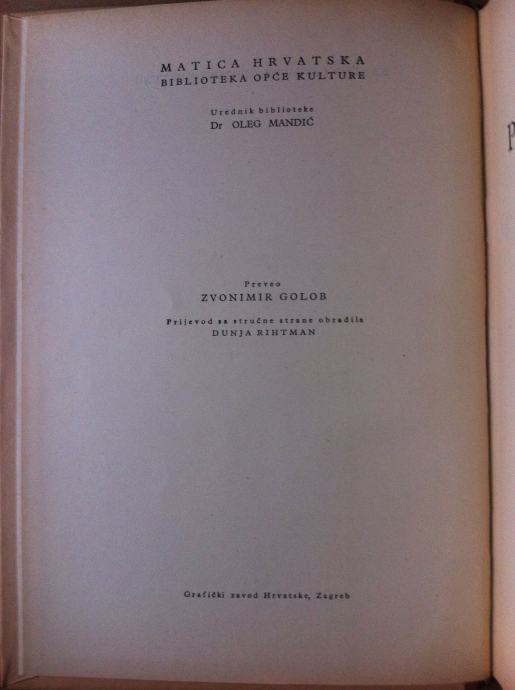 MATICA HRVATSKA
BIBLIOTEKA OPĆE KULTURE
Urednik biblioteke
Dr OLEG MANDIĆ
Preveo
ZVONIMIR GOLOB
Prijevod sa stručne strane obradila
DUNJA RIHTMAN
Grafički zavod Hrvatske, Zagreb